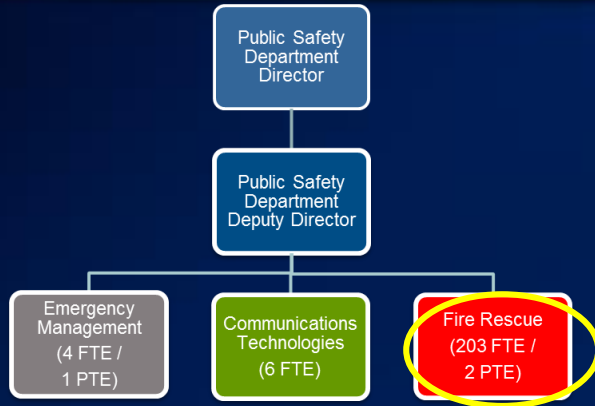 Public Safety
Department
Director
Public Safety
Department
Deputy Director
Emergency
Management
(4 FTE /
1 PTE)
Communications
Technologies
(6 FTE)
Fire Rescue
(203 FTE /
2 PTE)